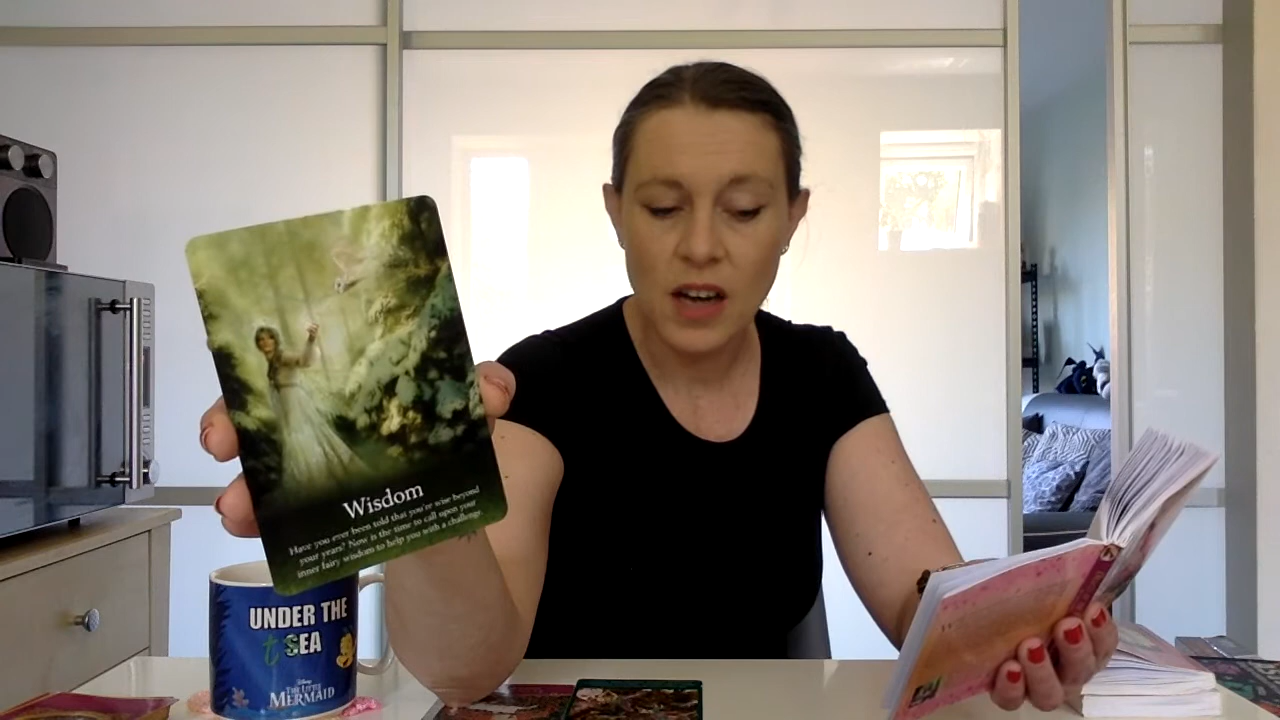 Wisdom
Have you ever been told that you're wise beyond
your years? Now is the time to call upon your
inner fairy wisdom to help you with a challenge.
UNDER THE
SEA
Disney
THE LITTLE
MERMAID